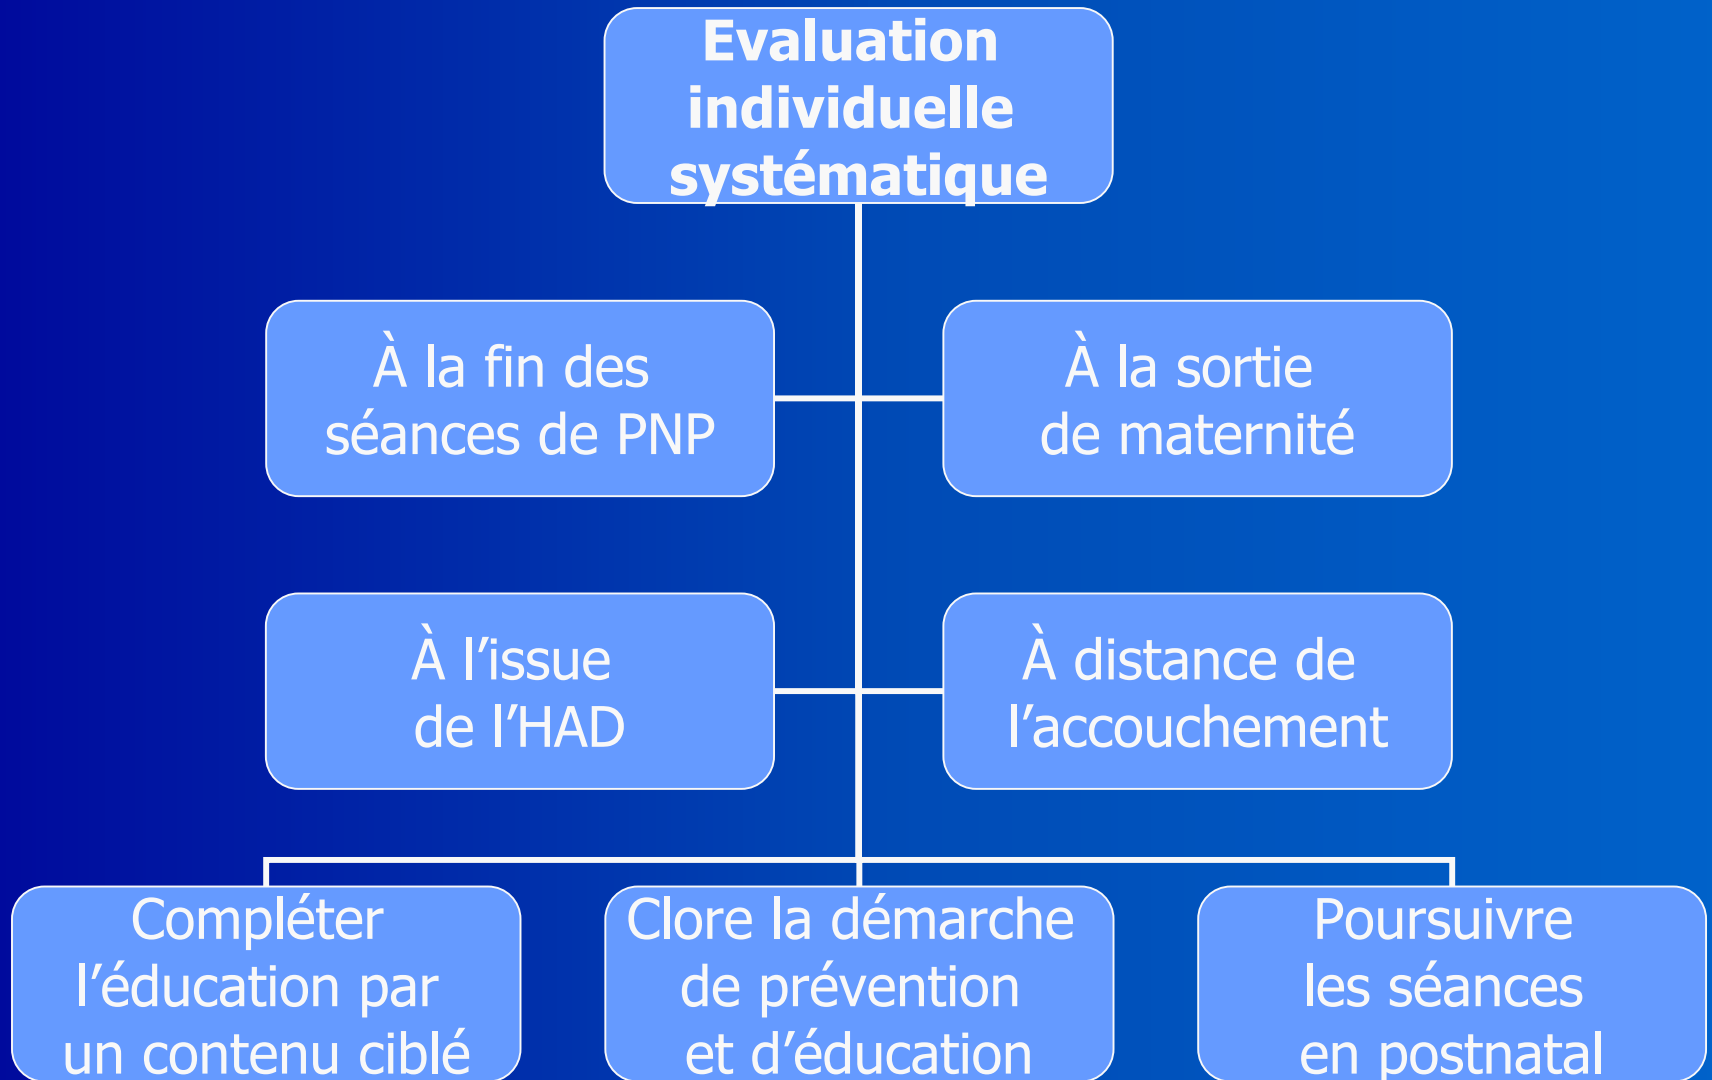 Evaluation
individuelle
systématique
À la fin des
séances de PNP
À la sortie
de maternité
À l’issue
de l’HAD
À distance de
l’accouchement
Compléter
l’éducation par
un contenu ciblé
Clore la démarche
de prévention
et d’éducation
Poursuivre
les séances
en postnatal